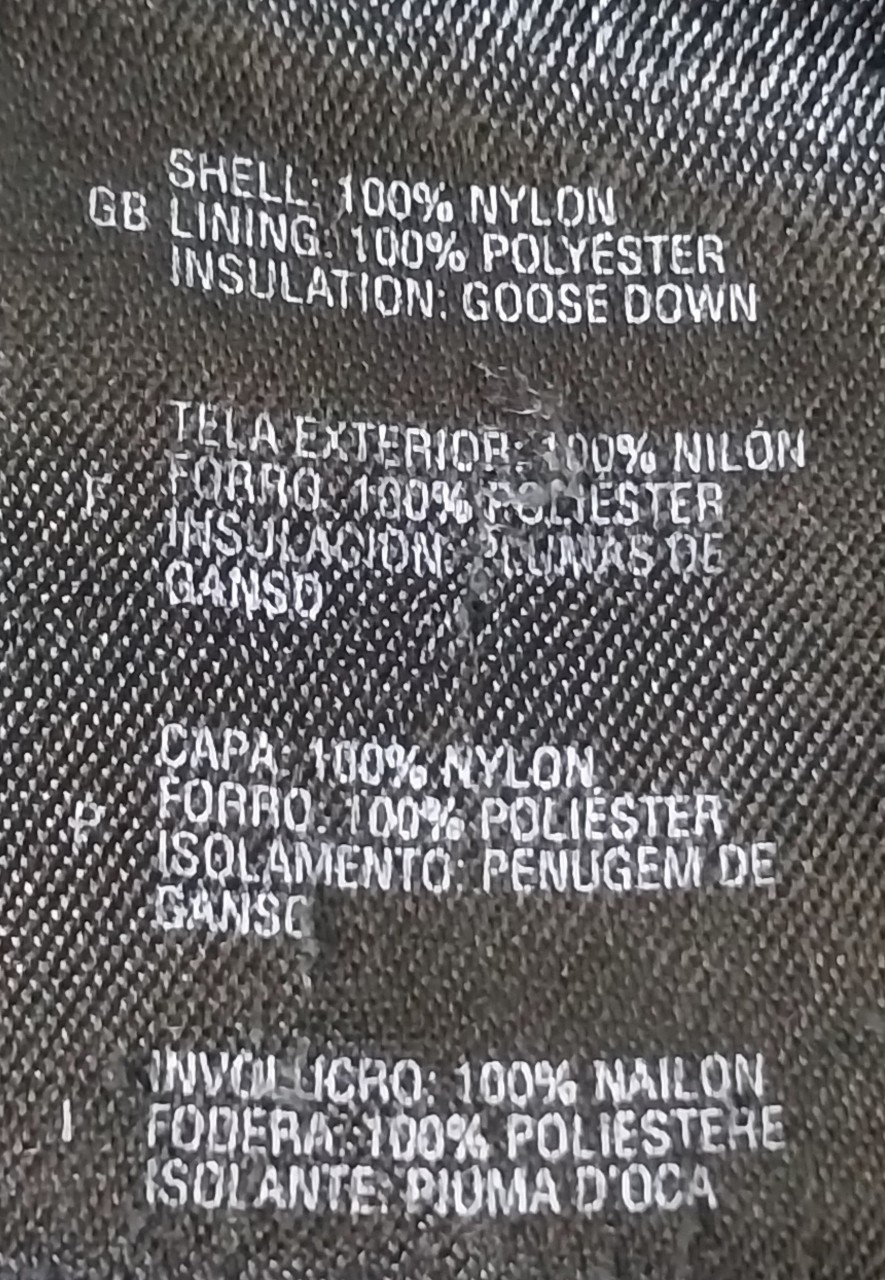 SHELL: 100% NYLON
GB LINING: 100% POLYESTER
INSULATION: GOOSE DOWN
TELA EXTERIOR: 100% NILÓN
FORRO: 100% POLIESTER
INSULACION: PLUMAS DE
GANSO
CAPA: 100% NYLON
P FORRO: 100% POLIÉSTER
ISOLAMENTO: PENUGEM DE
GANSO
INVOLUCRO: 100% NAILON
I FODERA: 100% POLIESTERE
ISOLANTE: PIUMA D'OCA